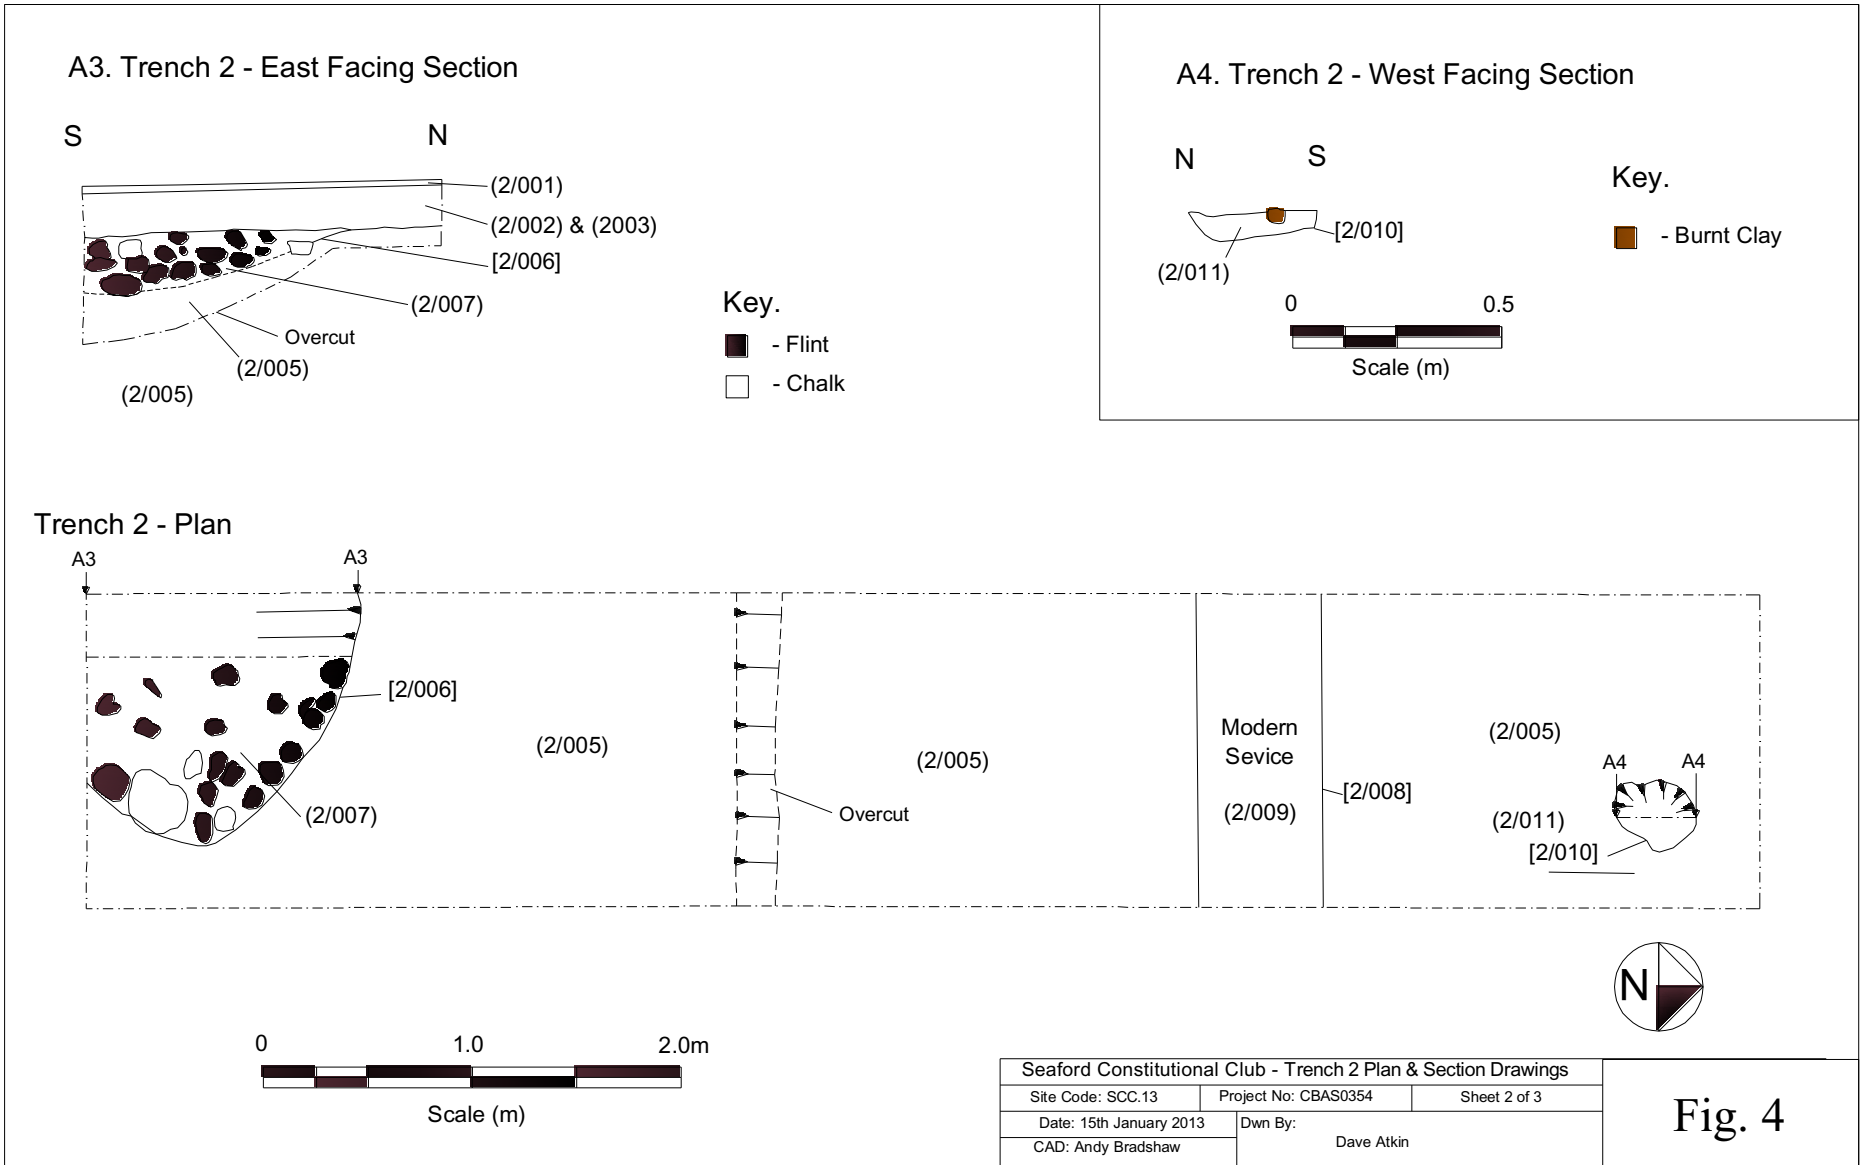 A3. Trench 2 - East Facing Section
S
N
(2/001)
(2/002) & (2003)
[2/006]
(2/007)
Overcut
(2/005)
(2/005)
Key.
- Flint
- Chalk
A4. Trench 2 - West Facing Section
N
S
[2/010]
(2/011)
Key.
- Burnt Clay
0 0.5
Scale (m)
Trench 2 - Plan
A3
A3
[2/006]
(2/007)
(2/005)
Overcut
(2/005)
Modern
Sevice
(2/009)
[2/008]
(2/005)
A4
A4
(2/011)
[2/010]
N
0 1.0 2.0m
Scale (m)
Seaford Constitutional Club - Trench 2 Plan & Section Drawings
Site Code: SCC.13
Project No: CBAS0354
Sheet 2 of 3
Date: 15th January 2013
Dwn By:
CAD: Andy Bradshaw
Dave Atkin
Fig. 4